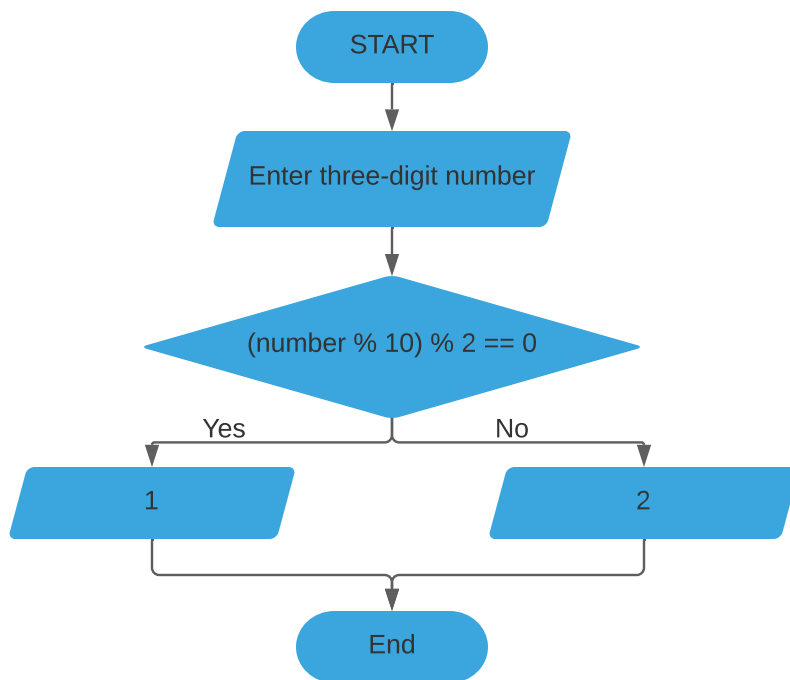 START
Enter three-digit number
(number % 10) % 2 == 0
Yes
No
1
2
End